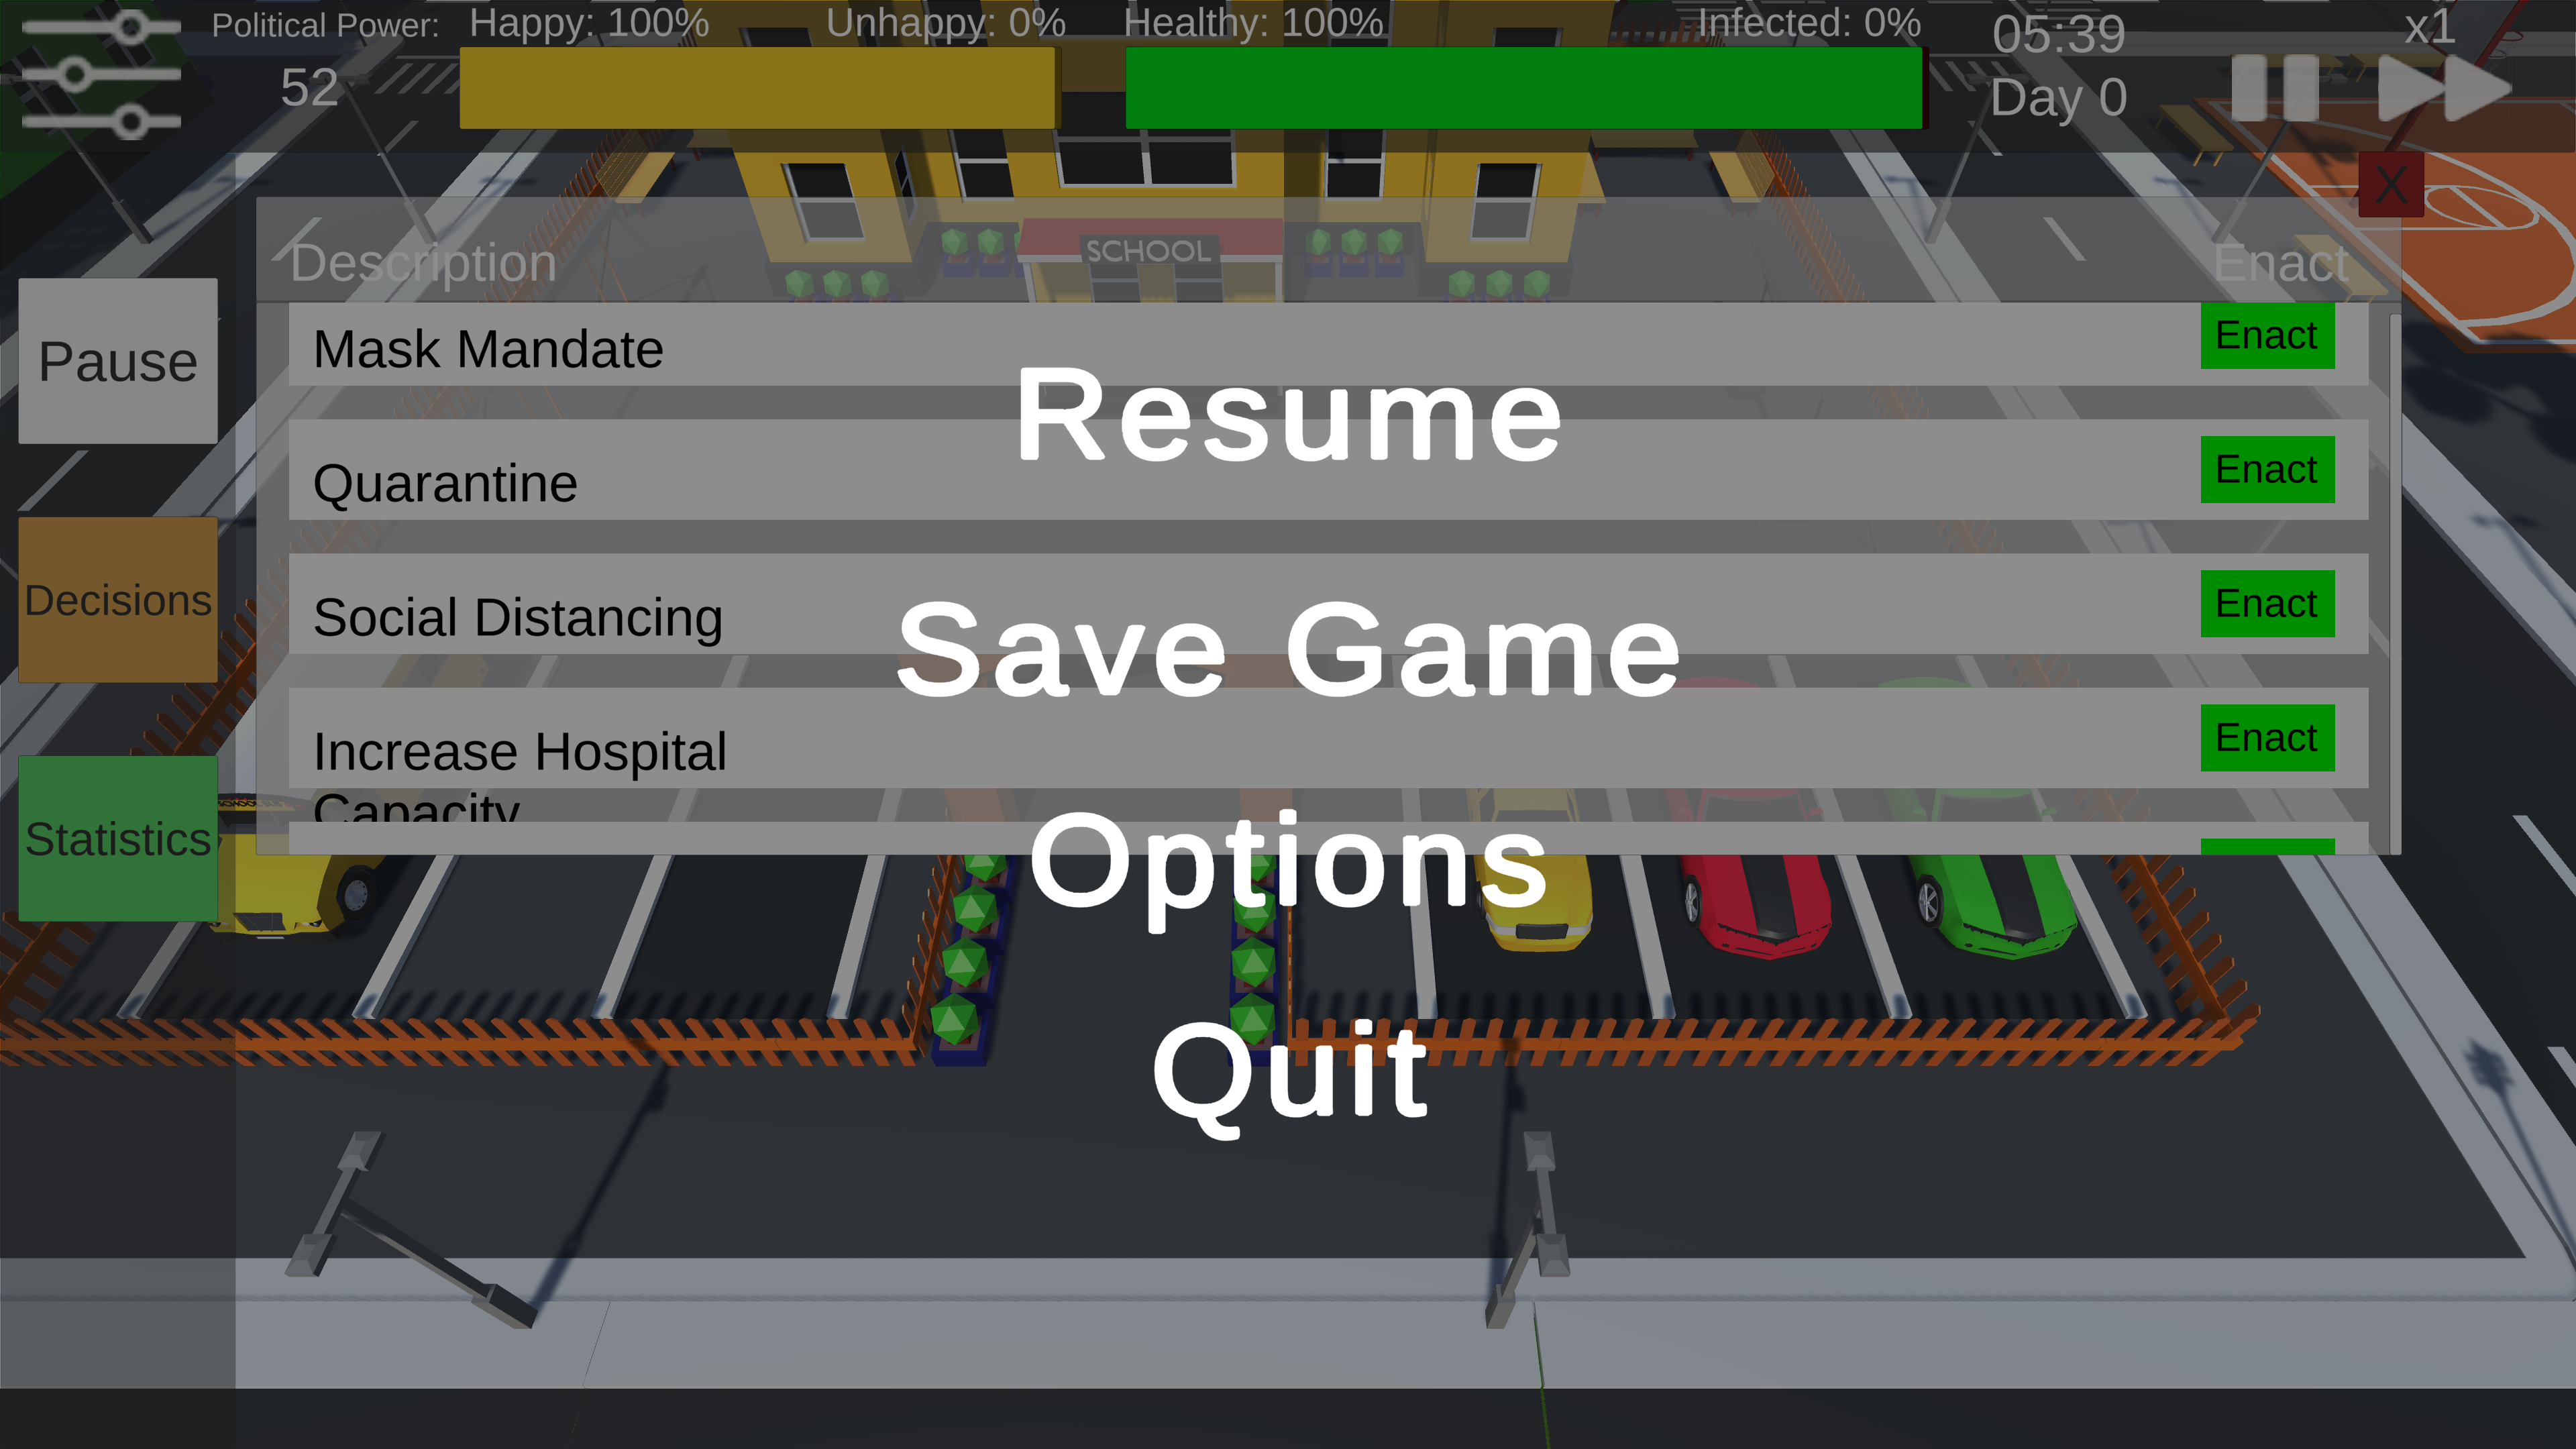 Political Power: Happy: 100% Unhappy: 0% Healthy: 100% Infected: 0% 05:39 x1
52 Day 0
X
Description Enact
SCHOOL
Pause
Mask Mandate Enact
Resume
Quarantine Enact
Decisions
Social Distancing Enact
Save Game
Increase Hospital Enact
Capacity
Statistics
Options
Quit